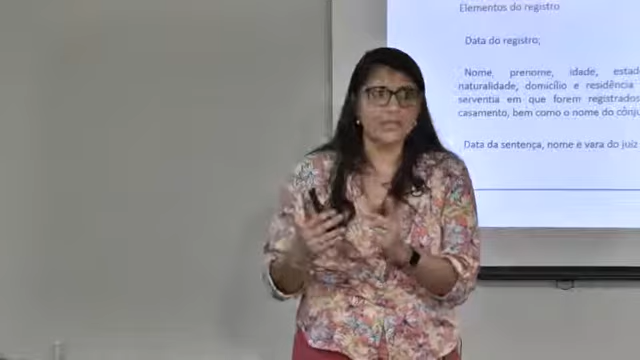 Elementos do registro
Data do registro;
Nome, prenome, idade, estado
naturalidade, domicílio e residência
serventia em que forem registrados
casamento, bem como o nome do cônju
Data da sentença, nome e vara do juiz